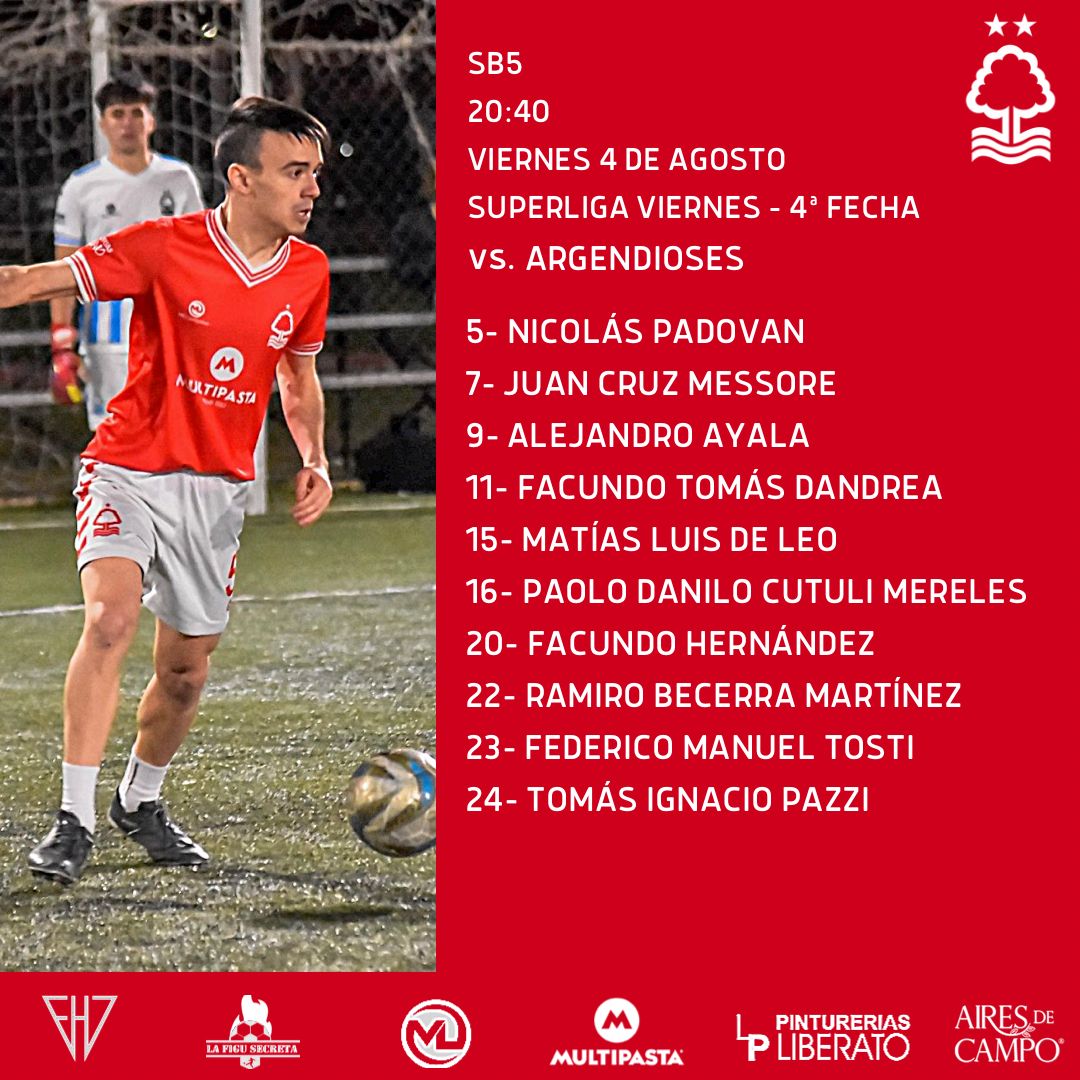 SB5
20:40
VIERNES 4 DE AGOSTO
SUPERLIGA VIERNES - 4ª FECHA
vs. ARGENDIOSES
5- NICOLÁS PADOVAN
7- JUAN CRUZ MESSORE
9- ALEJANDRO AYALA
11- FACUNDO TOMÁS DANDREA
15- MATÍAS LUIS DE LEO
16- PAOLO DANILO CUTULI MERELES
20- FACUNDO HERNÁNDEZ
22- RAMIRO BECERRA MARTÍNEZ
23- FEDERICO MANUEL TOSTI
24- TOMÁS IGNACIO PAZZI
MULTIPASTA
FH7
LA FIGU SECRETA
MULTIPASTA
LP PINTURERIAS
LIBERATO
AIRES DE
CAMPO®